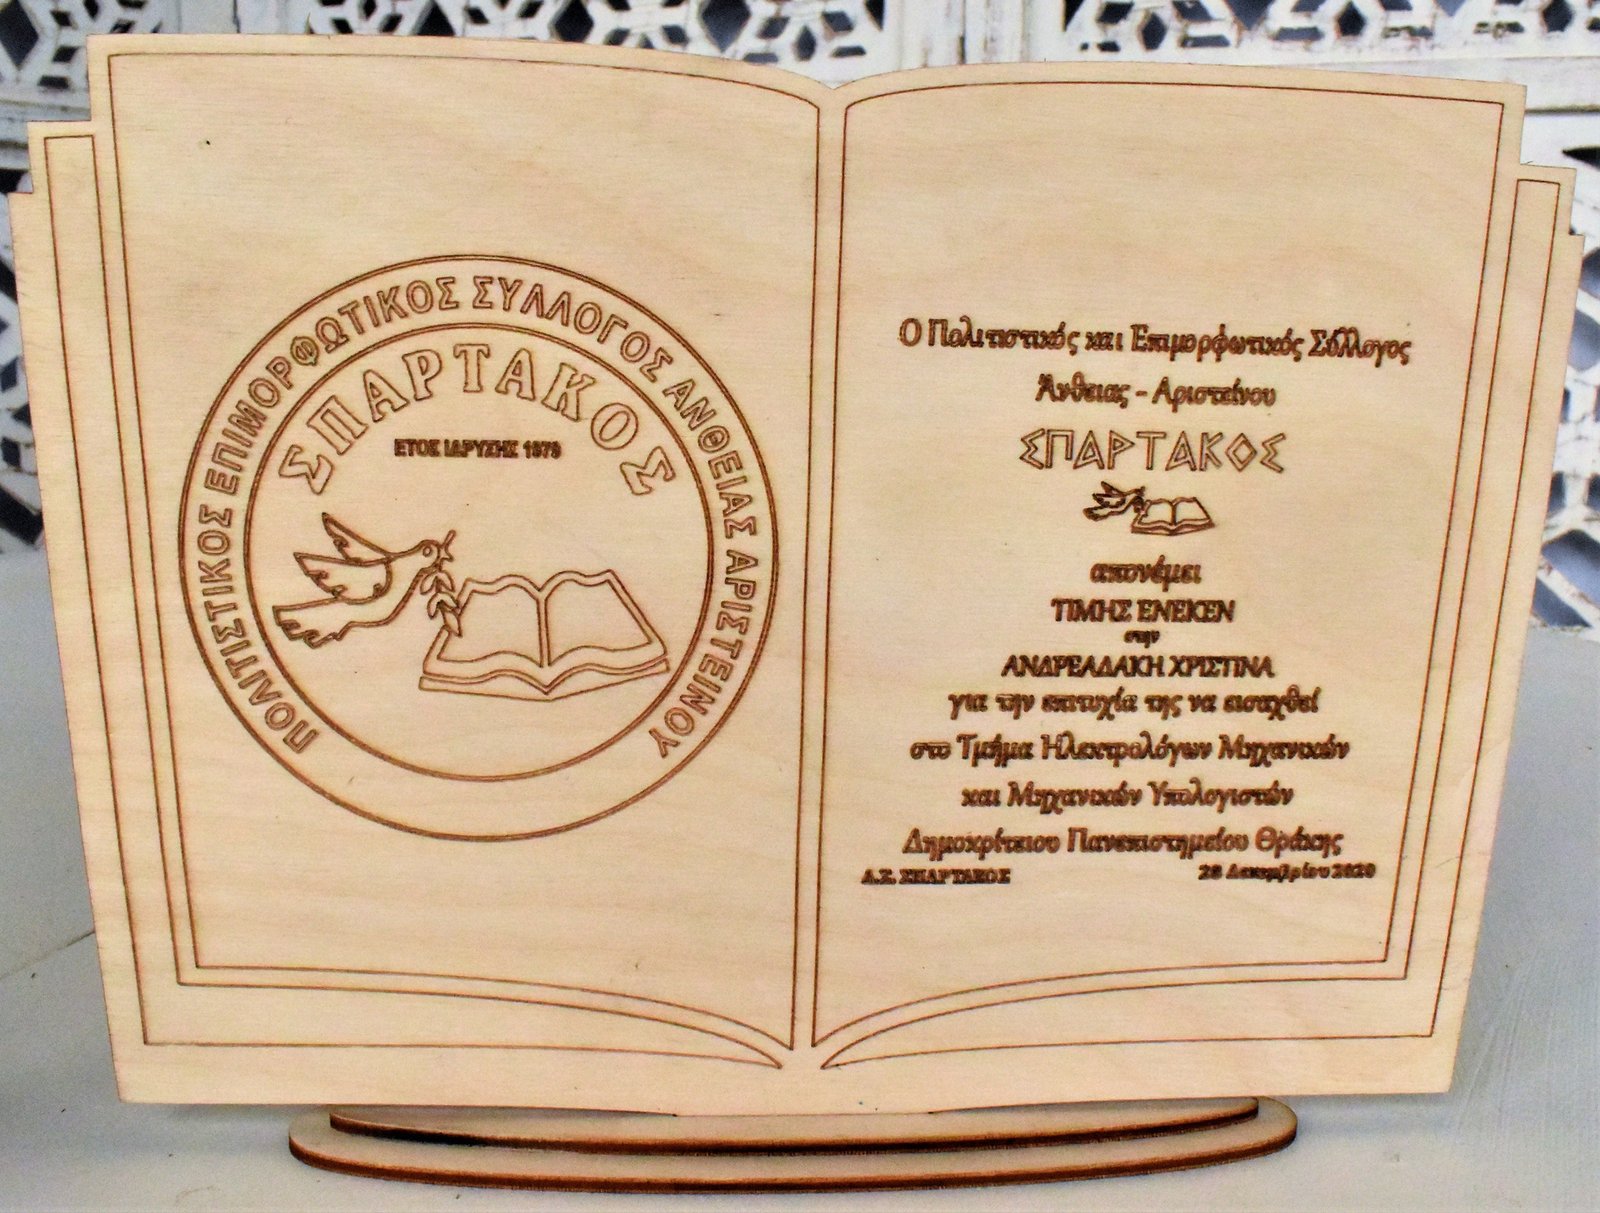 ΠΟΛΙΤΙΣΤΙΚΟΣ ΕΠΙΜΟΡΦΩΤΙΚΟΣ ΣΥΛΛΟΓΟΣ ΑΝΘΕΙΑΣ ΑΡΙΣΤΕΙΝΟΥ
ΣΠΑΡΤΑΚΟΣ
ΕΤΟΣ ΙΔΡΥΣΗΣ 1979
Ο Πολιτιστικός και Επιμορφωτικός Σύλλογος
Άνθειας - Αριστείνου
ΣΠΑΡΤΑΚΟΣ
απονέμει
ΤΙΜΗΣ ΕΝΕΚΕΝ
στην
ΑΝΔΡΕΑΔΑΚΗ ΧΡΙΣΤΙΝΑ
για την επιτυχία της να εισαχθεί
στο Τμήμα Ηλεκτρολόγων Μηχανικών
και Μηχανικών Υπολογιστών
Δημοκρίτειου Πανεπιστημείου Θράκης
Δ.Σ. ΣΠΑΡΤΑΚΟΣ 28 Δεκεμβρίου 2020